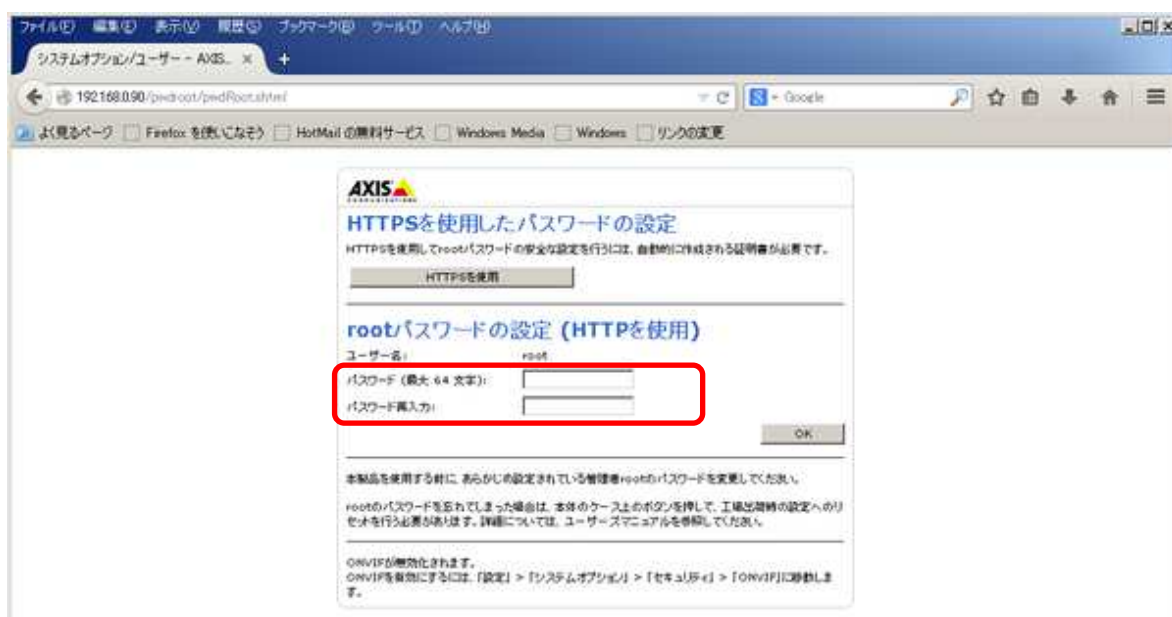 ファイル(F) 編集(E) 表示(V) 履歴(S) ブックマーク(B) ツール(T) ヘルプ(H)
システムオプション/ユーザー - AXIS... × +
192.168.0.90/pwdroot/pwdRoot.shtml
Google
よく見るページ Firefox を使いこなそう HotMail の無料サービス Windows Media Windows リンクの変更
AXIS
COMMUNICATIONS
HTTPSを使用したパスワードの設定
HTTPSを使用してrootパスワードの安全な設定を行うには、自動的に作成される証明書が必要です。
HTTPSを使用
rootパスワードの設定 (HTTPを使用)
ユーザー名: root
パスワード (最大 64 文字):
パスワード再入力:
OK
本製品を使用する前に、あらかじめ設定されている管理者rootのパスワードを変更してください。
rootのパスワードを忘れてしまった場合は、本体のケース上のボタンを押して、工場出荷時の設定へのリ
セットを行う必要があります。詳細については、ユーザーズマニュアルを参照してください。
ONVIFが無効化されます。
ONVIFを有効にするには、「設定」 > 「システムオプション」 > 「セキュリティ」 > 「ONVIF」に移動しま
す。